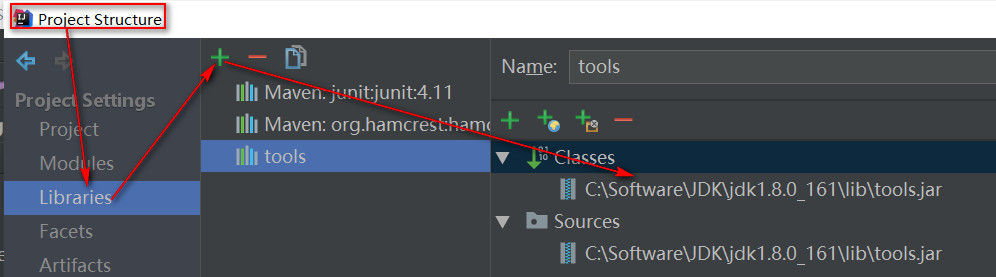 Project Structure
Project Settings
Project
Modules
Libraries
Facets
Artifacts
Maven: junit:junit:4.11
Maven: org.hamcrest:hamc
tools
Name: tools
Classes
C:\Software\JDK\jdk1.8.0_161\lib\tools.jar
Sources
C:\Software\JDK\jdk1.8.0_161\lib\tools.jar